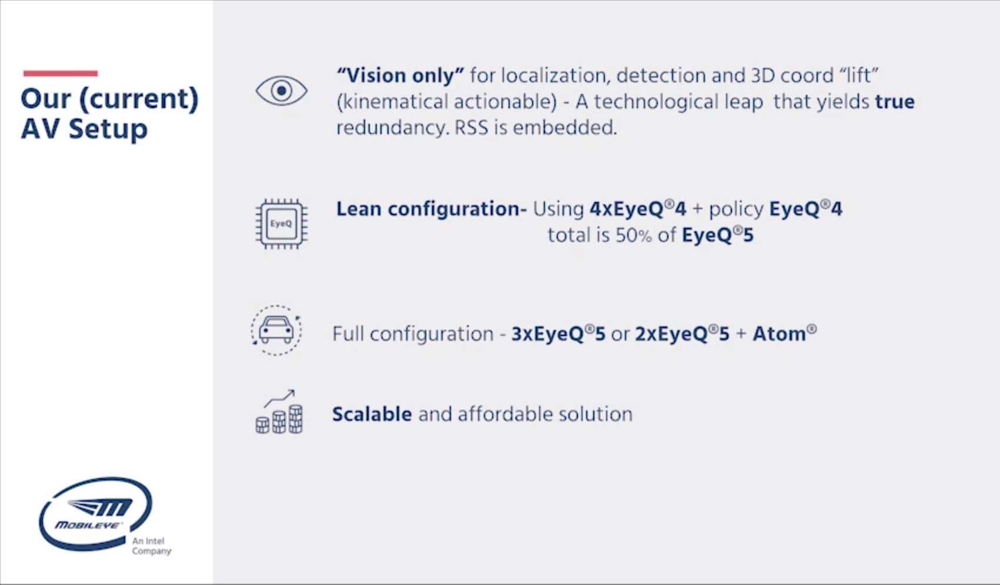 Our (current)
AV Setup
“Vision only” for localization, detection and 3D coord “lift”
(kinematical actionable) - A technological leap that yields true
redundancy. RSS is embedded.
EyeQ
Lean configuration- Using 4xEyeQ®4 + policy EyeQ®4
total is 50% of EyeQ®5
Full configuration - 3xEyeQ®5 or 2xEyeQ®5 + Atom®
Scalable and affordable solution
MOBILEYE®
An Intel
Company